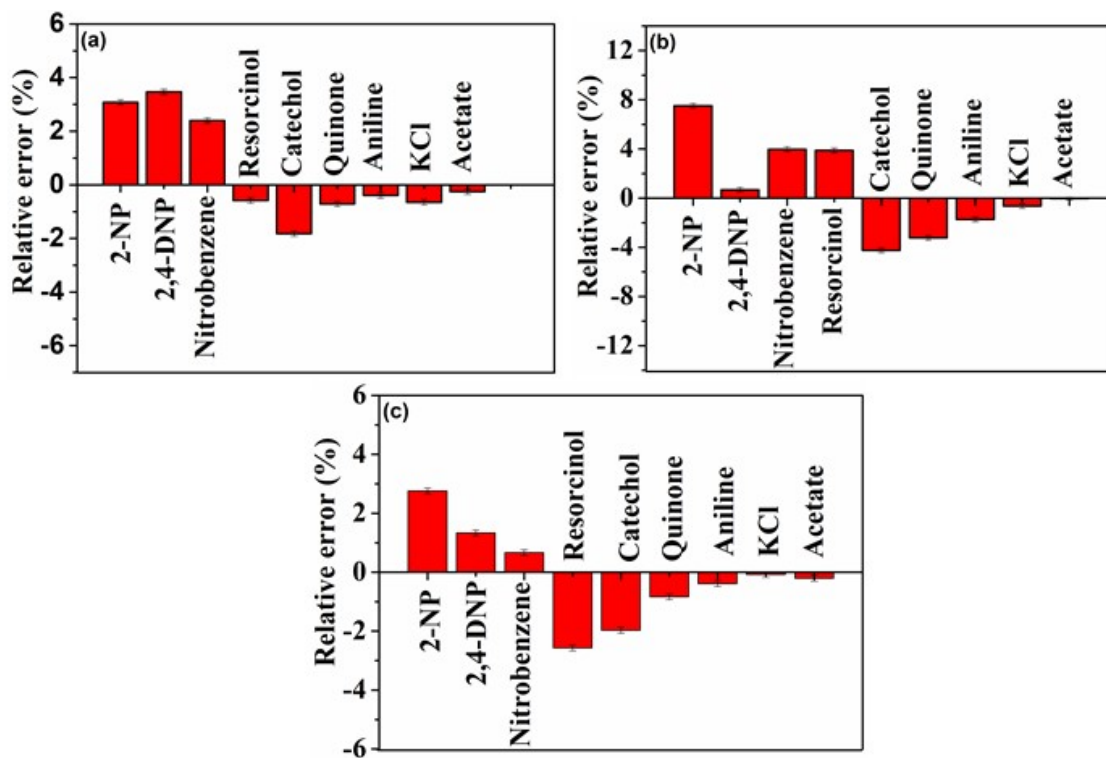 (a)
Relative error (%)
6
4
2
0
-2
-4
-6
2-NP
2,4-DNP
Nitrobenzene
Resorcinol
Catechol
Quinone
Aniline
KCl
Acetate
(b)
Relative error (%)
12
8
4
0
-4
-8
-12
2-NP
2,4-DNP
Nitrobenzene
Resorcinol
Catechol
Quinone
Aniline
KCl
Acetate
(c)
Relative error (%)
6
4
2
0
-2
-4
-6
2-NP
2,4-DNP
Nitrobenzene
Resorcinol
Catechol
Quinone
Aniline
KCl
Acetate